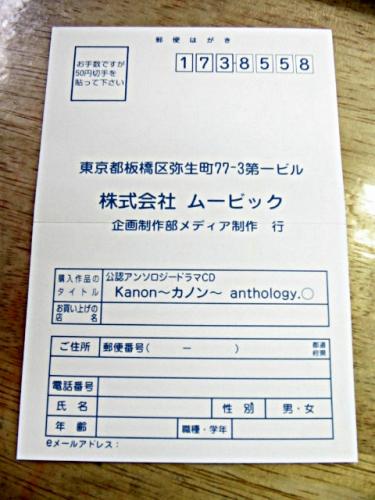 郵便はがき
お手数ですが
50円切手を
貼って下さい
1738558
東京都板橋区弥生町77-3第一ビル
株式会社 ムービック
企画制作部メディア制作 行
購入作品の
タイトル
公認アンソロジードラマCD
Kanon～カノン～ anthology.○
お買い上げの
店名
ご住所
郵便番号( － )
都道
府県
電話番号
氏名
性別
男・女
年齢
職種・学年
eメールアドレス：